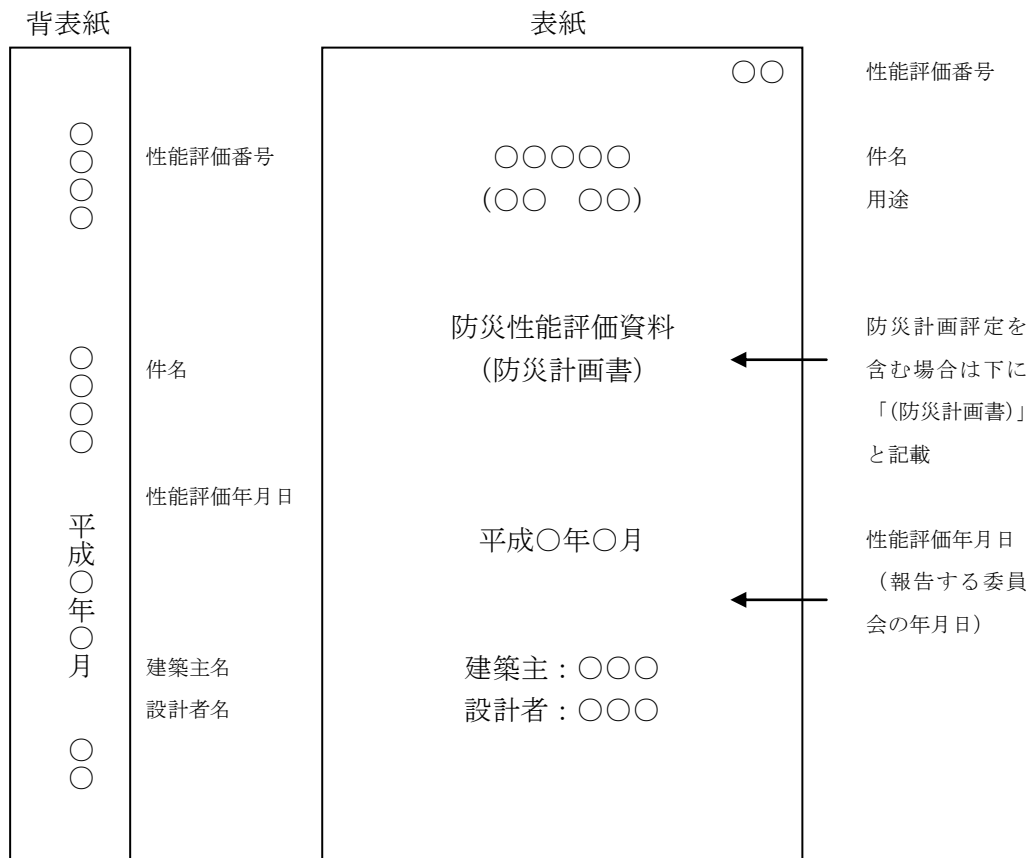 背表紙
○○○○
○○○○
平成○年○月
○○
性能評価番号
件名
性能評価年月日
建築主名
設計者名
表紙
○○
○○○○○
(○○　○○)
防災性能評価資料
(防災計画書)
平成○年○月
建築主：○○○
設計者：○○○
性能評価番号
件名
用途
防災計画評定を
含む場合は下に
「(防災計画書)」
と記載
性能評価年月日
（報告する委員
会の年月日）